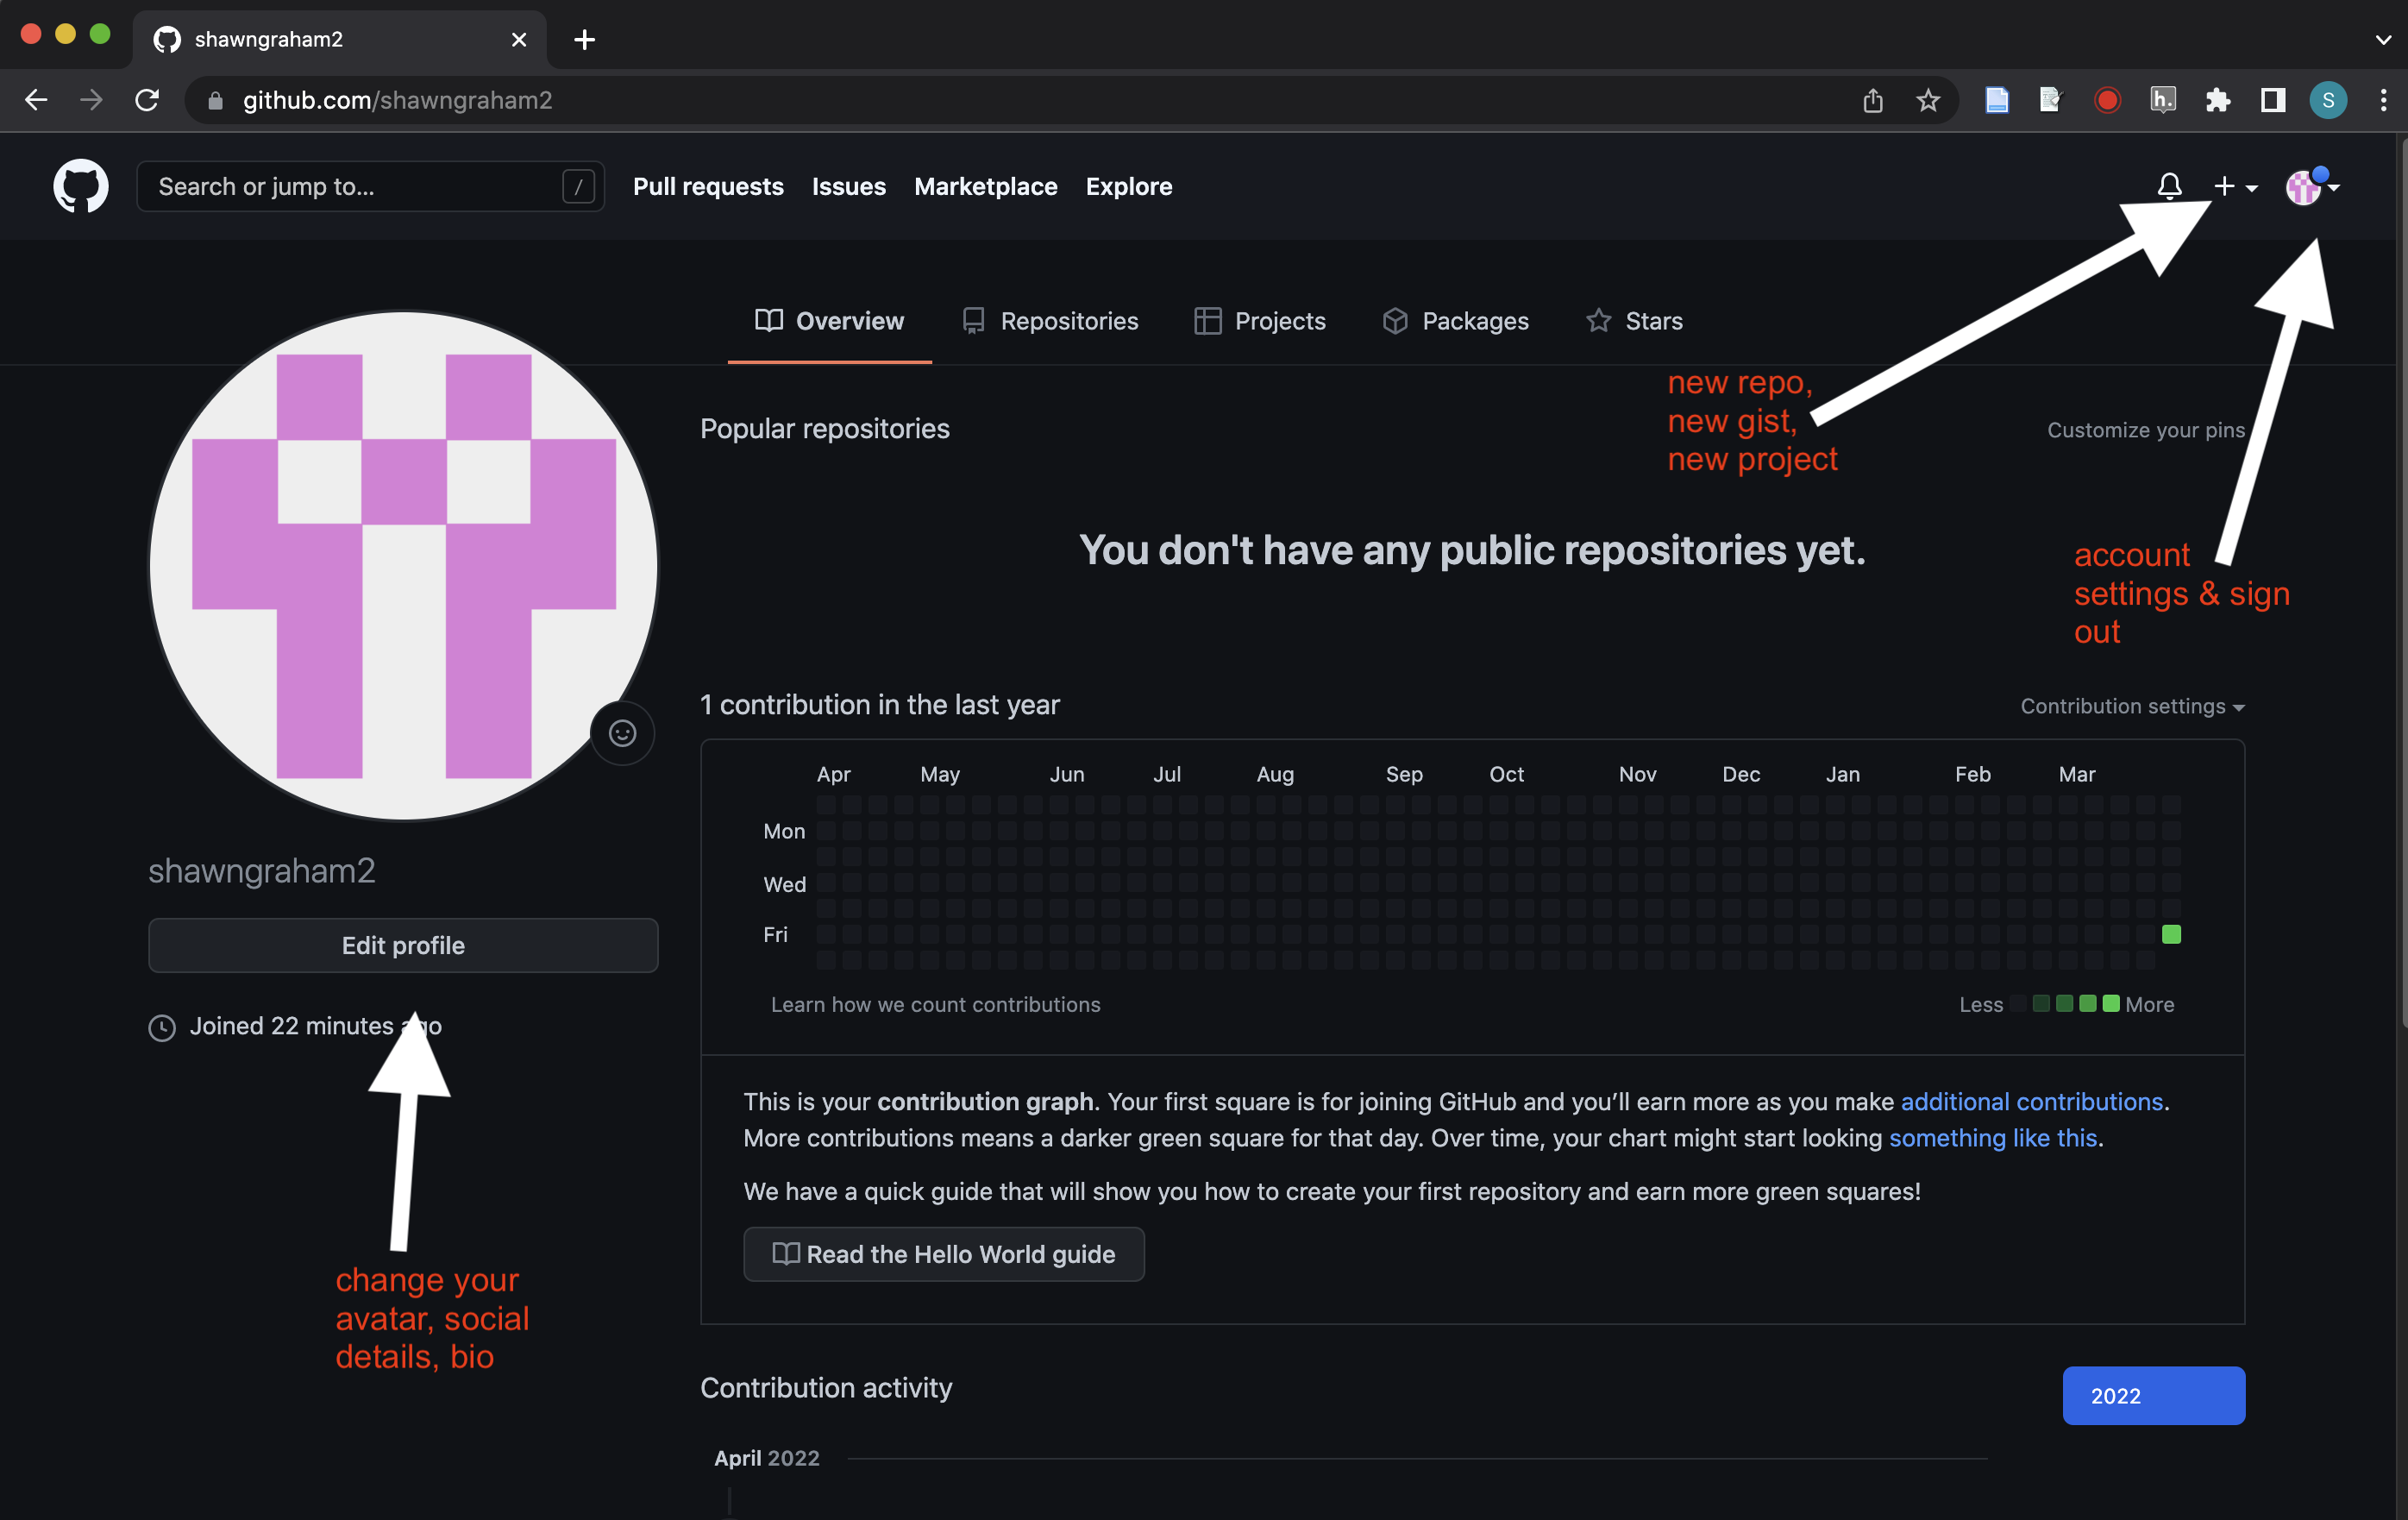 shawngraham2
github.com/shawngraham2
h.
S
Search or jump to...
/
Pull requests
Issues
Marketplace
Explore
Overview
Repositories
Projects
Packages
Stars
new repo,
new gist,
new project
Popular repositories
Customize your pins
You don't have any public repositories yet.
account
settings & sign
out
1 contribution in the last year
Contribution settings
Apr May Jun Jul Aug Sep Oct Nov Dec Jan Feb Mar
Mon
Wed
Fri
Learn how we count contributions
Less
More
shawngraham2
Edit profile
Joined 22 minutes ago
change your
avatar, social
details, bio
This is your contribution graph. Your first square is for joining GitHub and you’ll earn more as you make additional contributions.
More contributions means a darker green square for that day. Over time, your chart might start looking something like this.
We have a quick guide that will show you how to create your first repository and earn more green squares!
Read the Hello World guide
Contribution activity
2022
April 2022